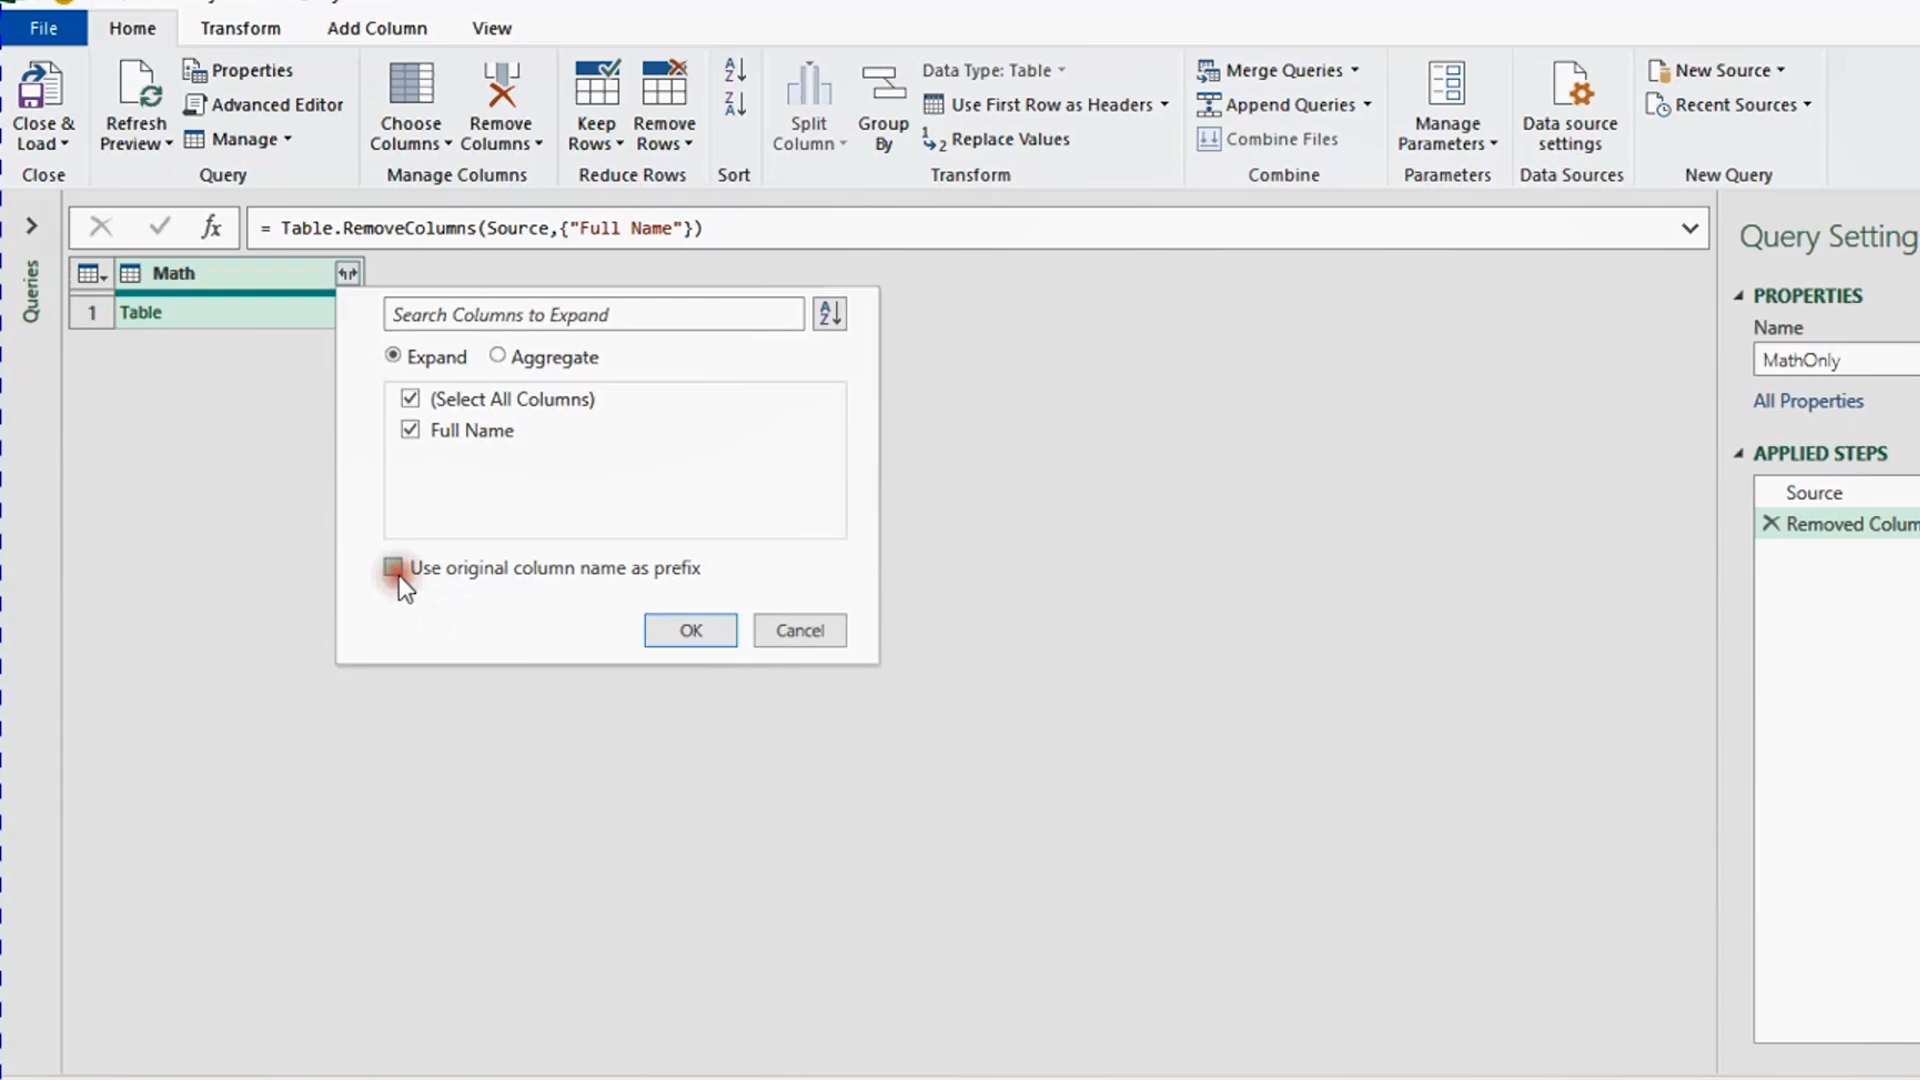 File Home Transform Add Column View
Close & Load
Refresh Preview
Properties
Advanced Editor
Manage
Choose Columns
Remove Columns
Keep Rows
Remove Rows
A Z
Z A
Split Column
Group By
Data Type: Table
Use First Row as Headers
1 2 Replace Values
Merge Queries
Append Queries
Combine Files
Manage Parameters
Data source settings
New Source
Recent Sources
Close Query Manage Columns Reduce Rows Sort Transform Combine Parameters Data Sources New Query
fx = Table.RemoveColumns(Source,{"Full Name"})
Queries
Math
1 Table
Search Columns to Expand A Z
Expand Aggregate
(Select All Columns)
Full Name
Use original column name as prefix
OK Cancel
Query Setting
PROPERTIES
Name
MathOnly
All Properties
APPLIED STEPS
Source
Removed Colum